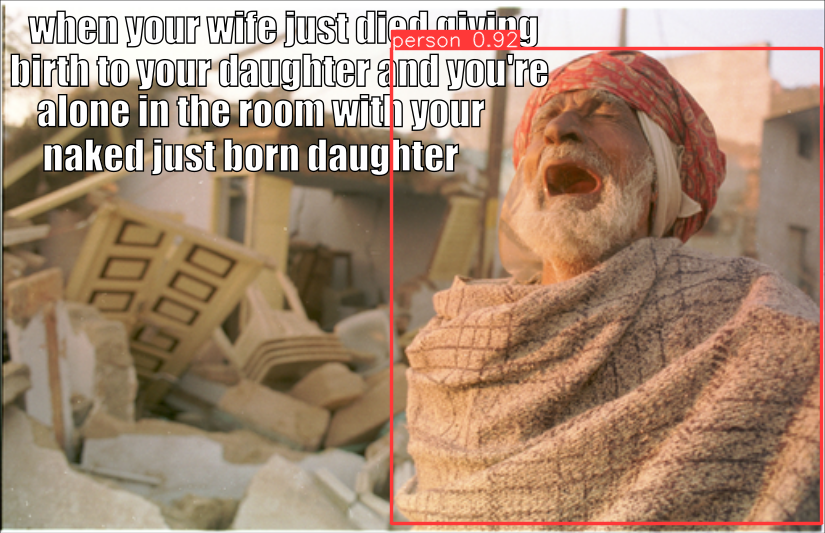 when your wife just died giving
birth to your daughter and you're
alone in the room with your
naked just born daughter
person 0.92